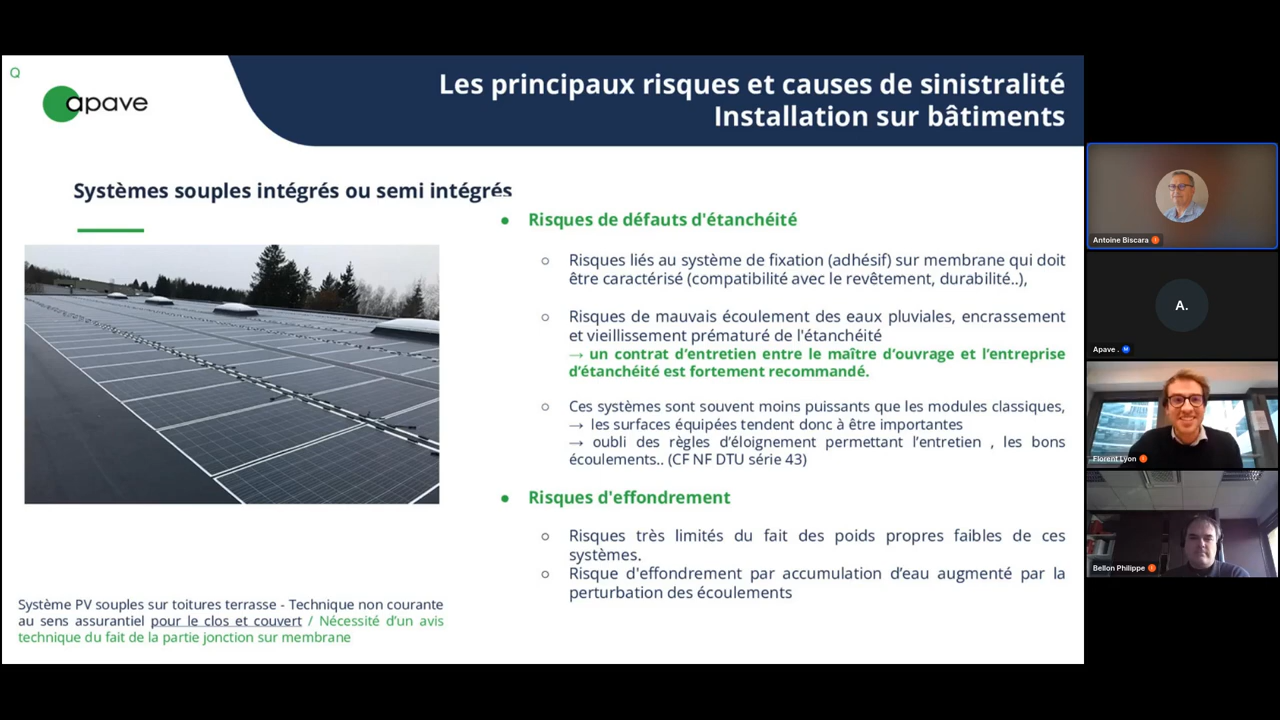 Q
apave
Les principaux risques et causes de sinistralité
Installation sur bâtiments
Systèmes souples intégrés ou semi intégrés
● Risques de défauts d'étanchéité
○ Risques liés au système de fixation (adhésif) sur membrane qui doit
être caractérisé (compatibilité avec le revêtement, durabilité..),
○ Risques de mauvais écoulement des eaux pluviales, encrassement
et vieillissement prématuré de l'étanchéité
→ un contrat d’entretien entre le maître d’ouvrage et l’entreprise
d’étanchéité est fortement recommandé.
○ Ces systèmes sont souvent moins puissants que les modules classiques,
→ les surfaces équipées tendent donc à être importantes
→ oubli des règles d’éloignement permettant l’entretien , les bons
écoulements.. (CF NF DTU série 43)
● Risques d'effondrement
○ Risques très limités du fait des poids propres faibles de ces
systèmes.
○ Risque d'effondrement par accumulation d’eau augmenté par la
perturbation des écoulements
Système PV souples sur toitures terrasse - Technique non courante
au sens assurantiel pour le clos et couvert / Nécessité d’un avis
technique du fait de la partie jonction sur membrane
Antoine Biscara
A.
Apave .
Florent Lyon
Bellon Philippe